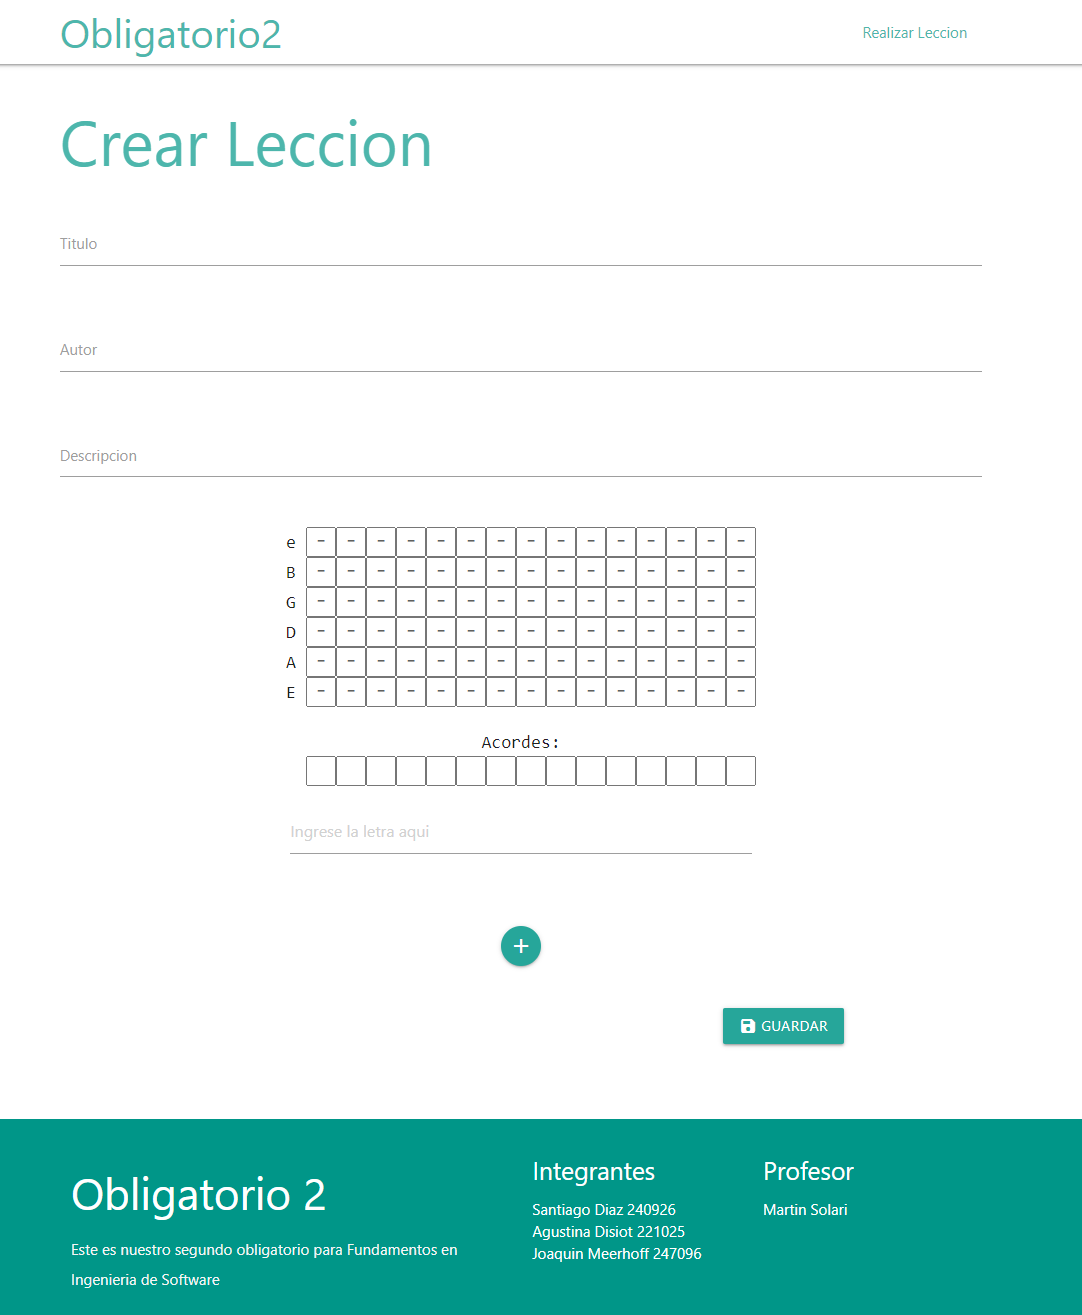 Obligatorio2
Realizar Leccion
Crear Leccion
Titulo
Autor
Descripcion
e - - - - - - - - - - - - - - -
B - - - - - - - - - - - - - - -
G - - - - - - - - - - - - - - -
D - - - - - - - - - - - - - - -
A - - - - - - - - - - - - - - -
E - - - - - - - - - - - - - - -
Acordes:
Ingrese la letra aqui
+
GUARDAR
Obligatorio 2
Este es nuestro segundo obligatorio para Fundamentos en
Ingenieria de Software
Integrantes
Santiago Diaz 240926
Agustina Disiot 221025
Joaquin Meerhoff 247096
Profesor
Martin Solari